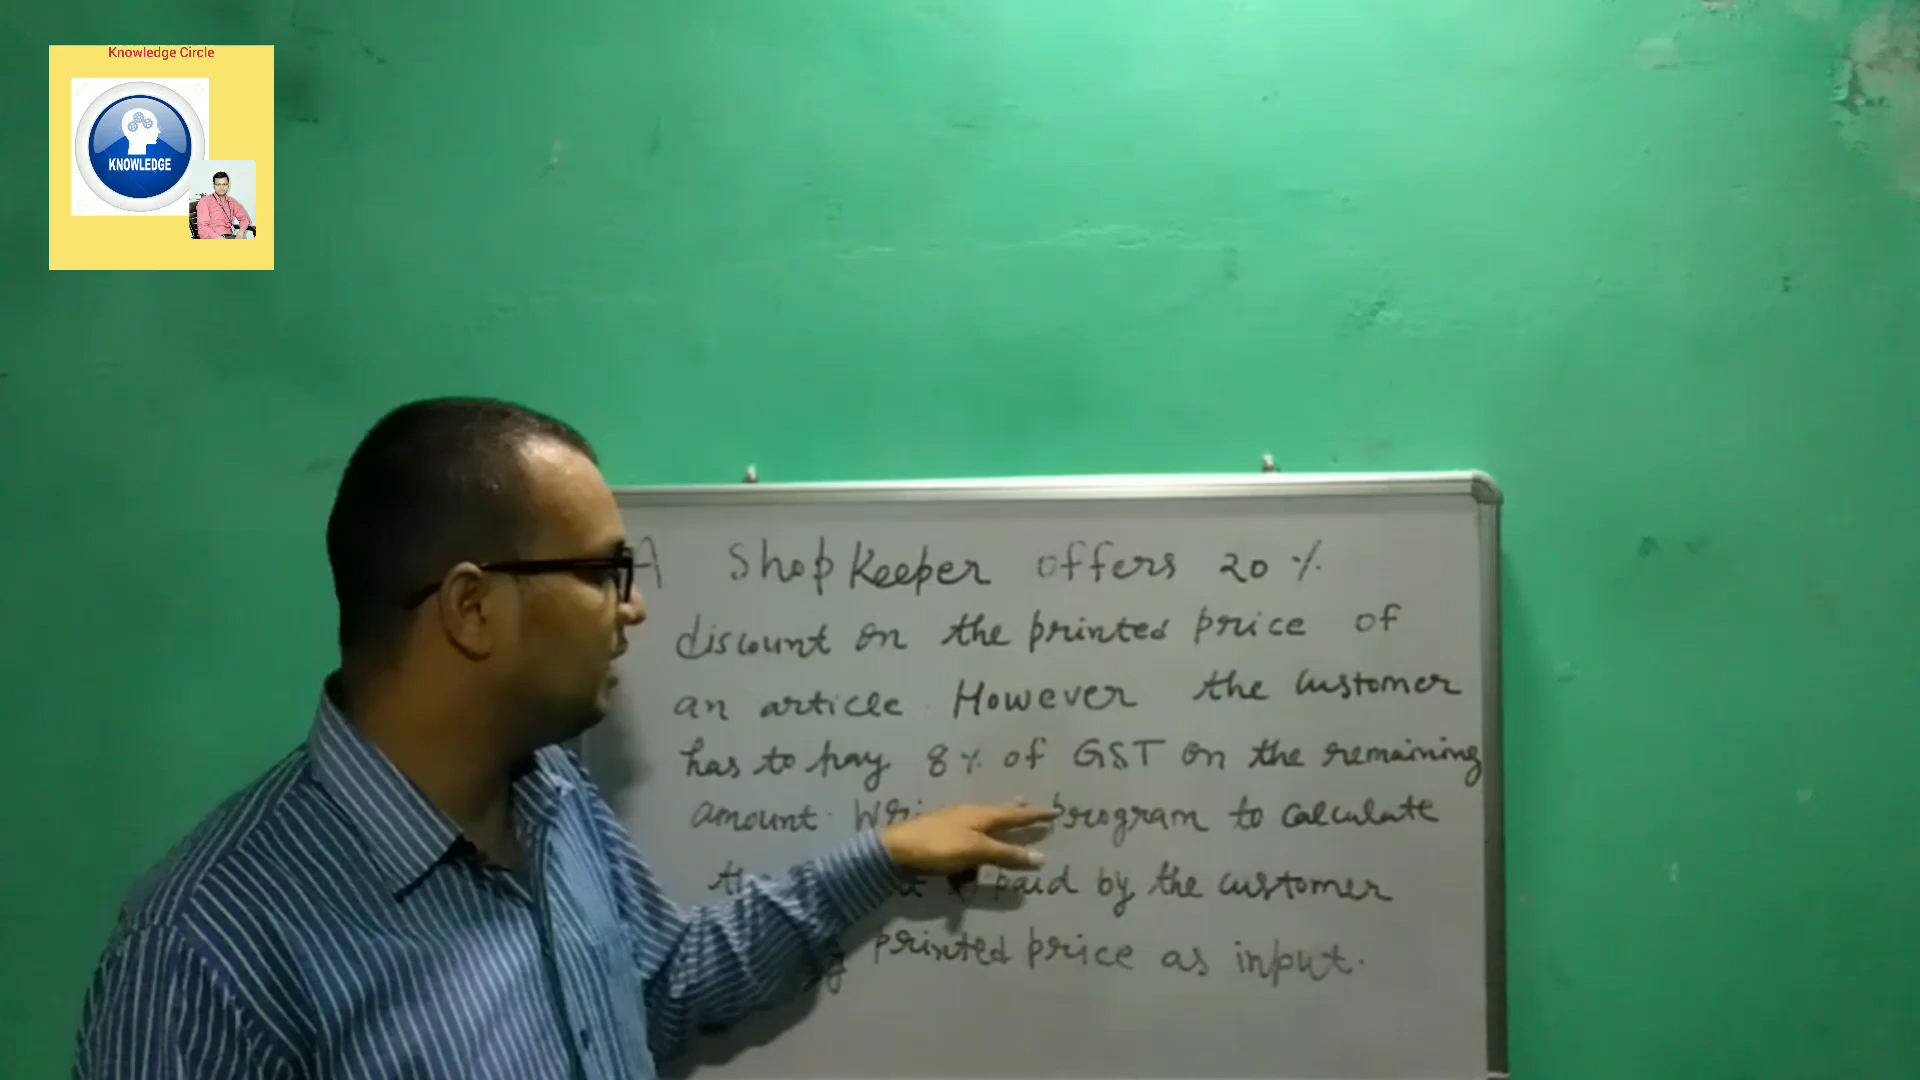 Knowledge Circle
KNOWLEDGE
A Shopkeeper offers 20%
discount on the printed price of
an article. However the customer
has to pay 8% of GST on the remaining
amount. program to calculate
paid by the customer
printed price as input.